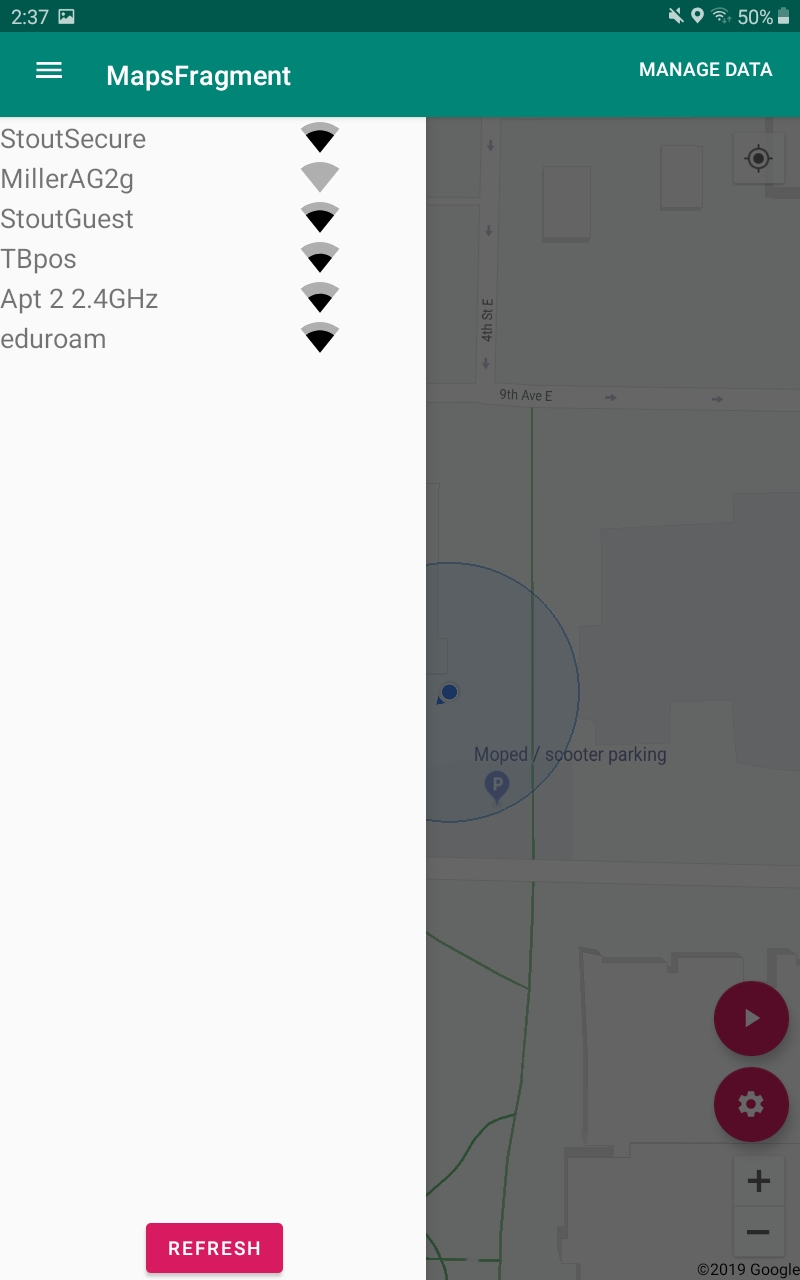 2:37 50%
MapsFragment MANAGE DATA
StoutSecure
MillerAG2g
StoutGuest
TBpos
Apt 2 2.4GHz
eduroam
4th St E
9th Ave E
Moped / scooter parking
P
REFRESH
©2019 Google